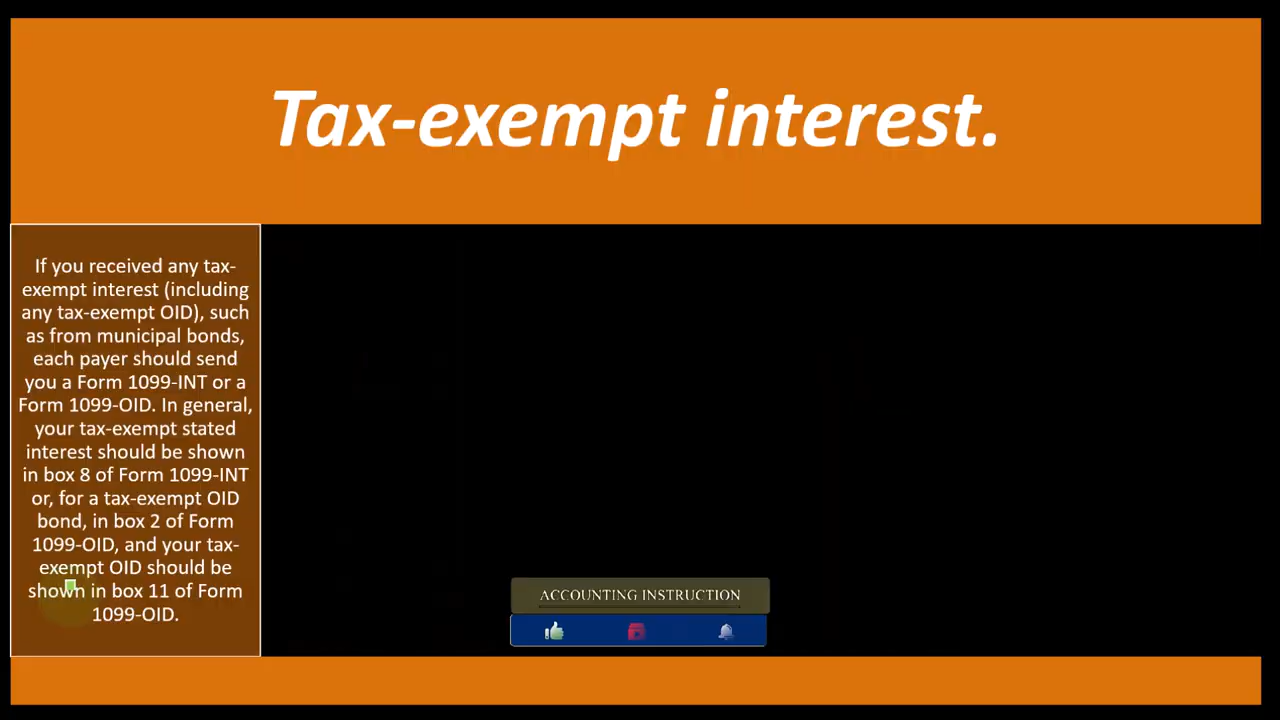 Tax-exempt interest.
If you received any tax-
exempt interest (including
any tax-exempt OID), such
as from municipal bonds,
each payer should send
you a Form 1099-INT or a
Form 1099-OID. In general,
your tax-exempt stated
interest should be shown
in box 8 of Form 1099-INT
or, for a tax-exempt OID
bond, in box 2 of Form
1099-OID, and your tax-
exempt OID should be
shown in box 11 of Form
1099-OID.
ACCOUNTING INSTRUCTION